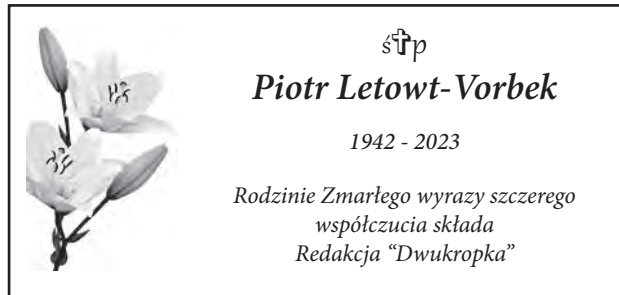 ś✞p
Piotr Letowt-Vorbek
1942 - 2023
Rodzinie Zmarłego wyrazy szczerego
współczucia składa
Redakcja “Dwukropka”